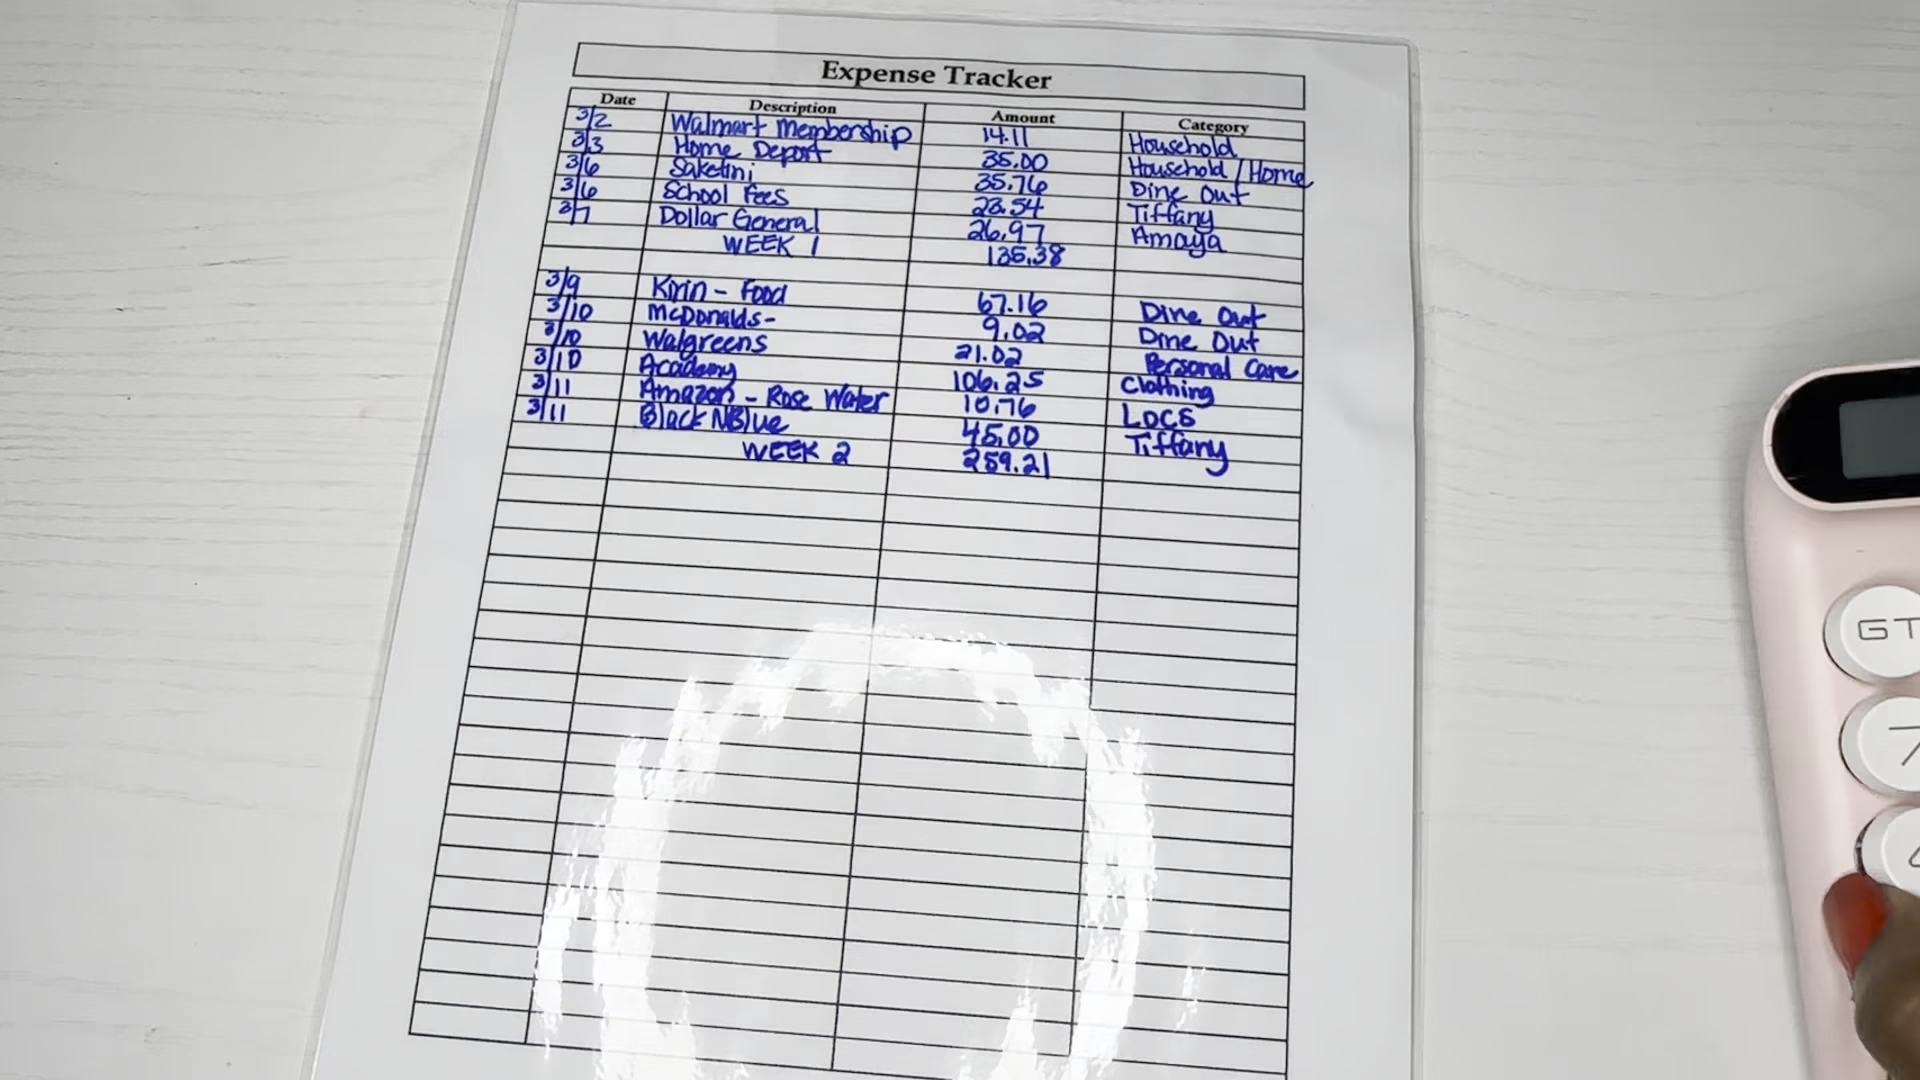 Expense Tracker
Date Description Amount Category
3/2 Walmart Membership 14.11 Household
3/3 Home Deport 35.00 Household/Home
3/6 Saketini 35.76 Dine Out
3/6 School Fees 23.54 Tiffany
3/7 Dollar General 26.97 Amaya
WEEK 1 135.38
3/9 Kirin - Food 67.16 Dine Out
3/10 McDonalds- 9.02 Dine Out
3/10 Walgreens 21.02 Personal Care
3/10 Academy 106.25 Clothing
3/11 Amazon - Rose Water 10.76 LOCS
3/11 Black NBlue 45.00 Tiffany
WEEK 2 259.21
GT
7